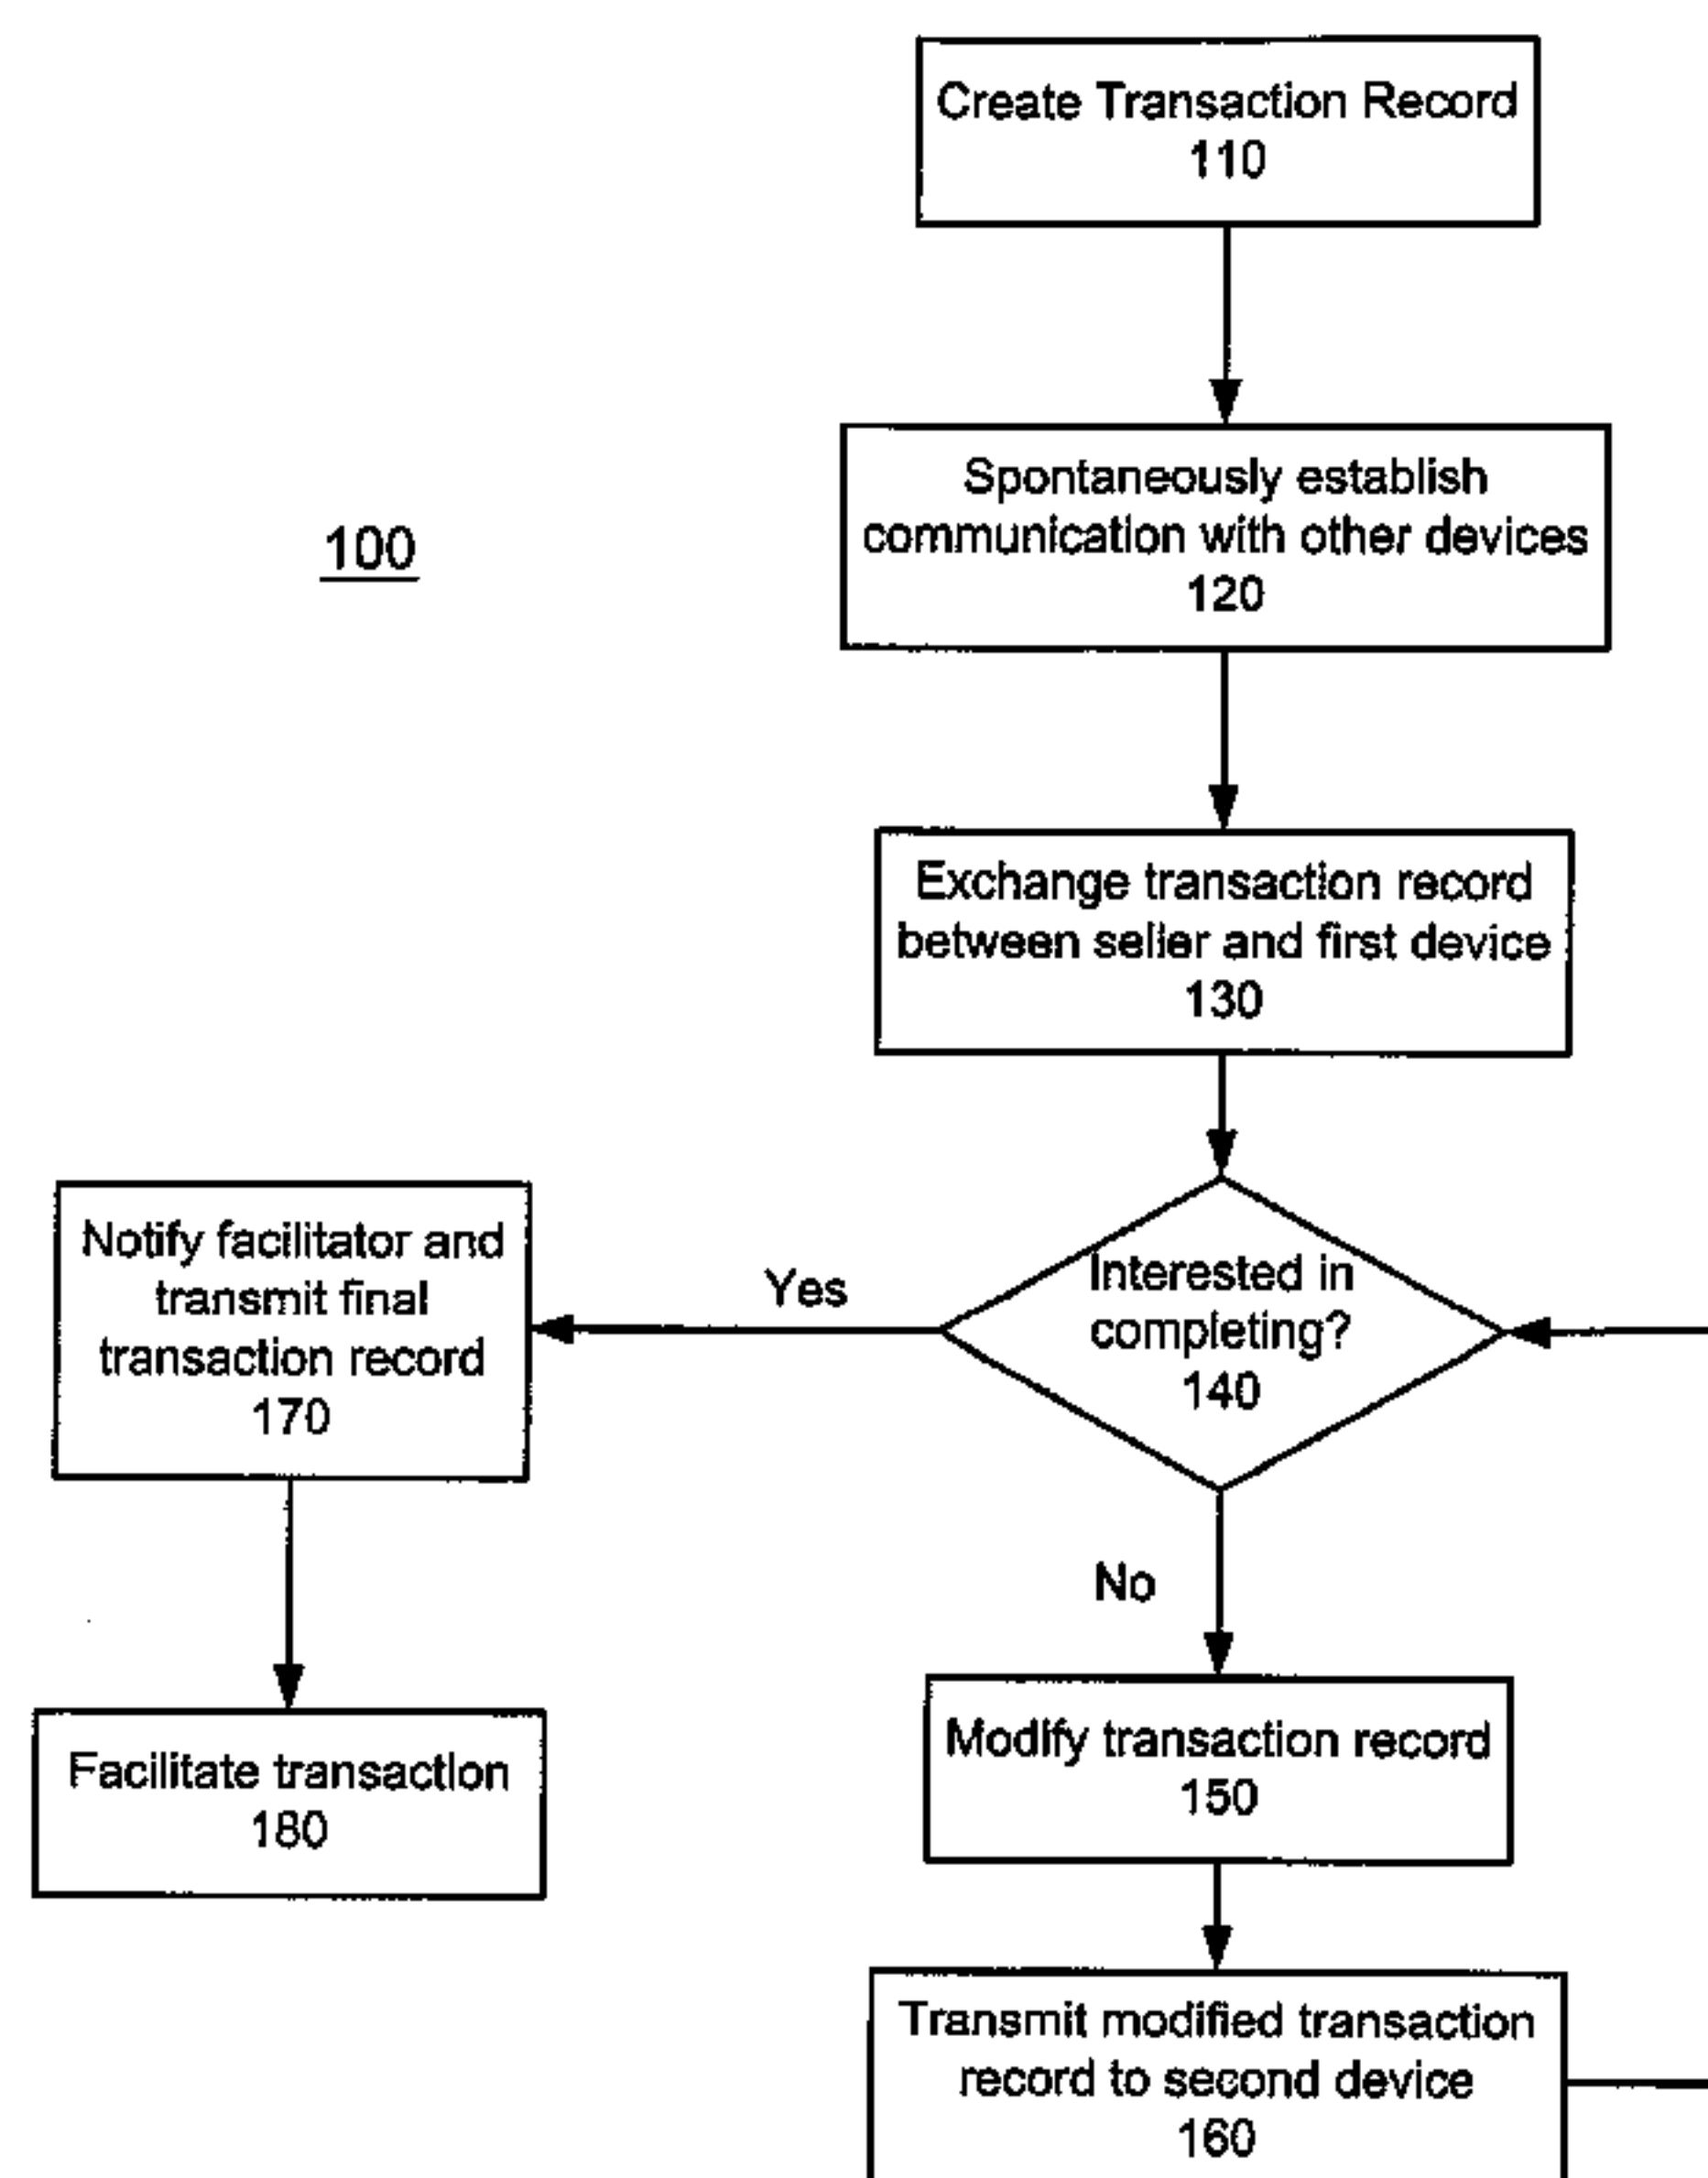 Create Transaction Record
110
Spontaneously establish
communication with other devices
120
100
Exchange transaction record
between seller and first device
130
Interested in
completing?
140
Yes
Notify facilitator and
transmit final
transaction record
170
No
Facilitate transaction
180
Modify transaction record
150
Transmit modified transaction
record to second device
160